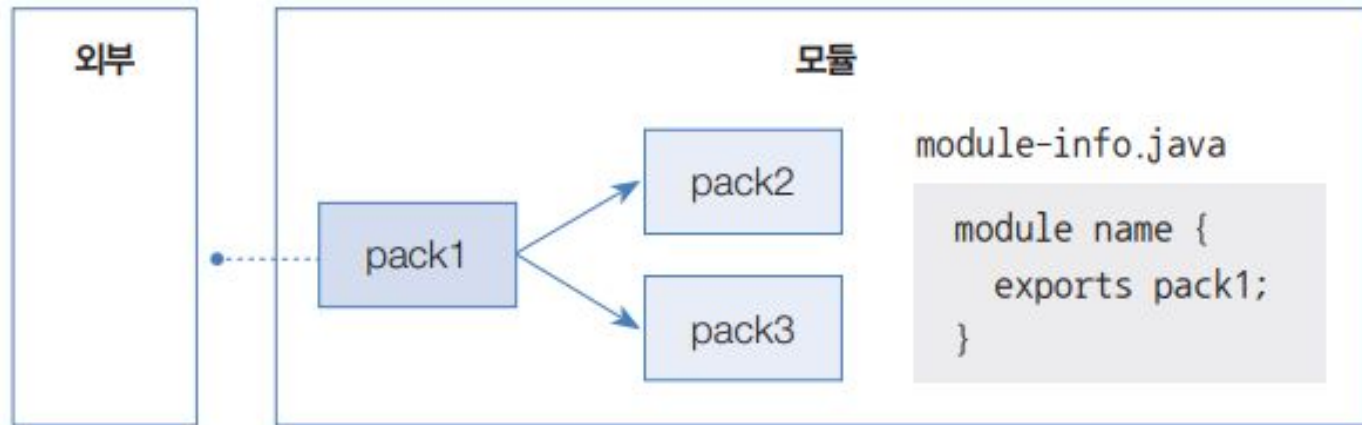 외부
모듈
pack1
pack2
pack3
module-info.java
module name {
exports pack1;
}